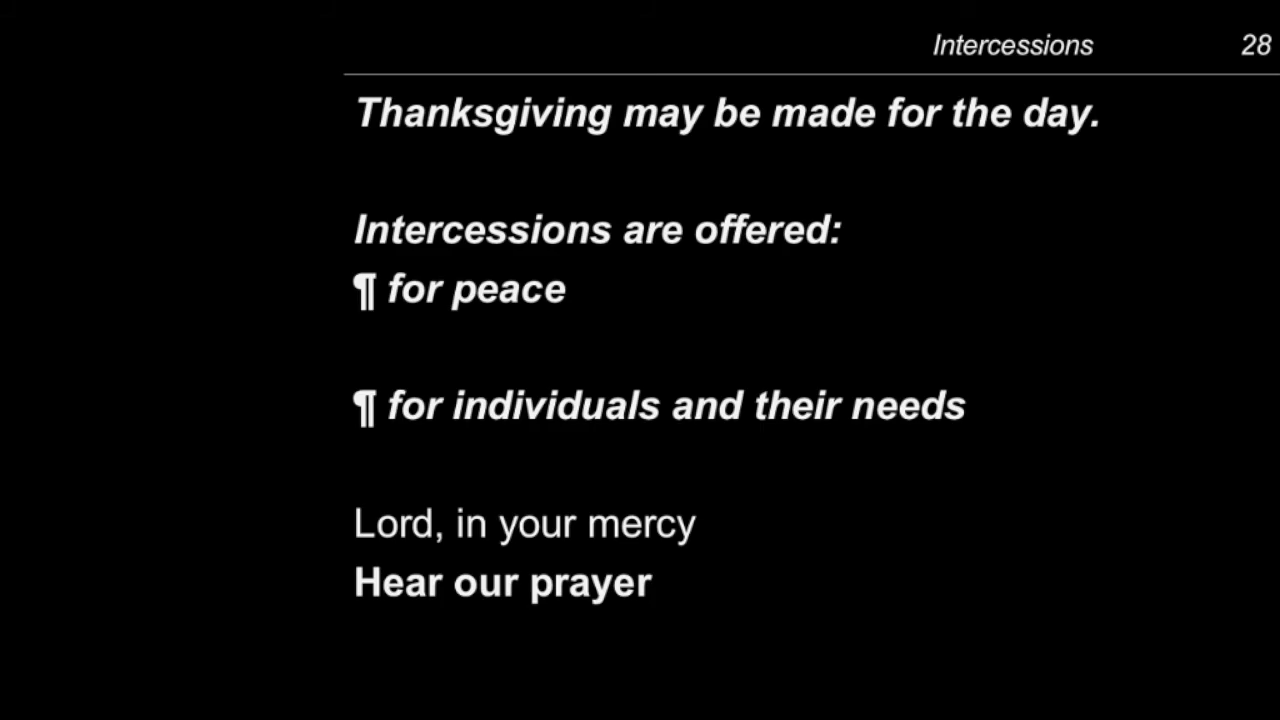 Intercessions 28
Thanksgiving may be made for the day.
Intercessions are offered:
¶ for peace
¶ for individuals and their needs
Lord, in your mercy
Hear our prayer